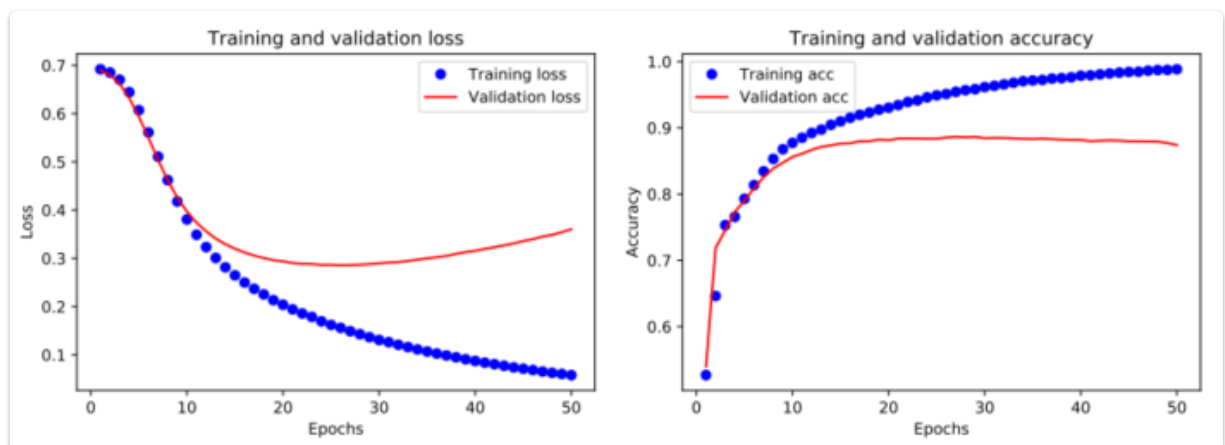 Training and validation loss
Training loss
Validation loss
0.7
0.6
0.5
0.4
0.3
0.2
0.1
Loss
0
10
20
30
40
50
Epochs
Training and validation accuracy
Training acc
Validation acc
1.0
0.9
0.8
0.7
0.6
Accuracy
0
10
20
30
40
50
Epochs